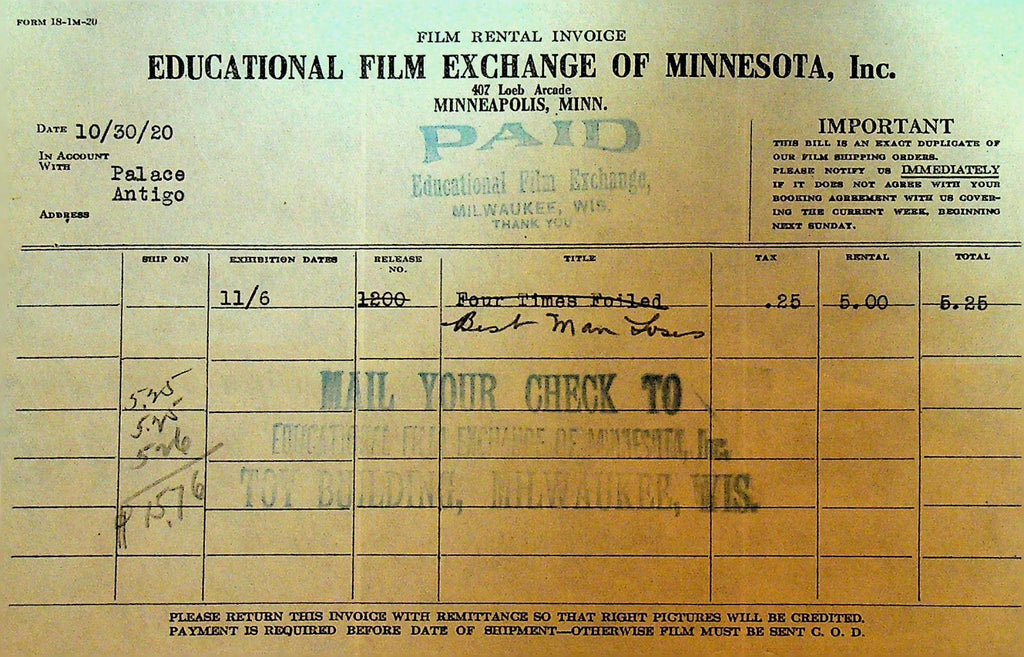 FORM 18-1M-20
FILM RENTAL INVOICE
EDUCATIONAL FILM EXCHANGE OF MINNESOTA, Inc.
407 Loeb Arcade
MINNEAPOLIS, MINN.
DATE 10/30/20
IN ACCOUNT WITH
Palace
Antigo
ADDRESS
PAID
Educational Film Exchange,
MILWAUKEE, WIS.
THANK YOU
IMPORTANT
THIS BILL IS AN EXACT DUPLICATE OF
OUR FILM SHIPPING ORDERS.
PLEASE NOTIFY US IMMEDIATELY
IF IT DOES NOT AGREE WITH YOUR
BOOKING AGREEMENT WITH US COVER-
ING THE CURRENT WEEK, BEGINNING
NEXT SUNDAY.
SHIP ON EXHIBITION DATES RELEASE NO. TITLE TAX RENTAL TOTAL
11/6 1200 Four Times Foiled .25 5.00 5.25
Best Man Loses
MAIL YOUR CHECK TO
EDUCATIONAL FILM EXCHANGE OF MINNESOTA, Inc.
TOY BUILDING, MILWAUKEE, WIS.
5.25
5.25
5.26
15.76
PLEASE RETURN THIS INVOICE WITH REMITTANCE SO THAT RIGHT PICTURES WILL BE CREDITED.
PAYMENT IS REQUIRED BEFORE DATE OF SHIPMENT—OTHERWISE FILM MUST BE SENT C. O. D.